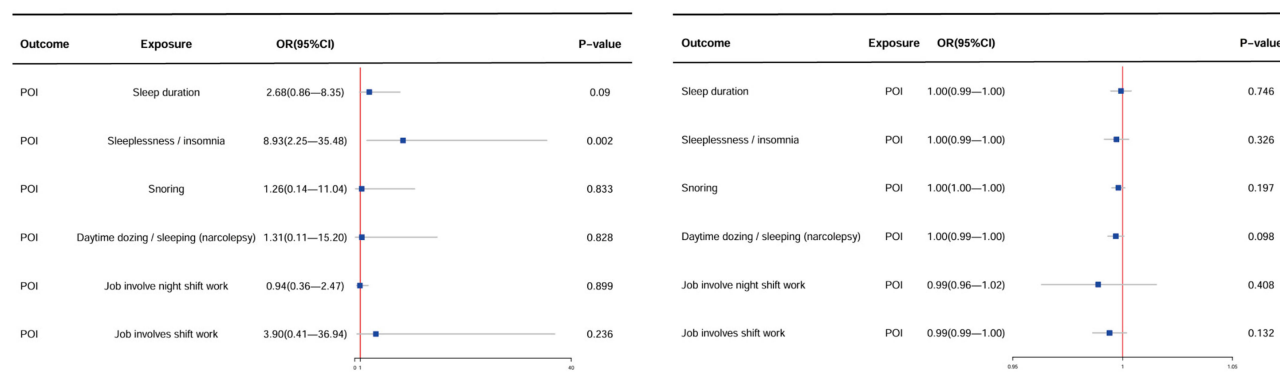 Outcome Exposure OR(95%CI) P−value
POI Sleep duration 2.68(0.86—8.35) 0.09
POI Sleeplessness / insomnia 8.93(2.25—35.48) 0.002
POI Snoring 1.26(0.14—11.04) 0.833
POI Daytime dozing / sleeping (narcolepsy) 1.31(0.11—15.20) 0.828
POI Job involve night shift work 0.94(0.36—2.47) 0.899
POI Job involves shift work 3.90(0.41—36.94) 0.236
0 1 40
Outcome Exposure OR(95%CI) P−value
Sleep duration POI 1.00(0.99—1.00) 0.746
Sleeplessness / insomnia POI 1.00(0.99—1.00) 0.326
Snoring POI 1.00(1.00—1.00) 0.197
Daytime dozing / sleeping (narcolepsy) POI 1.00(0.99—1.00) 0.098
Job involve night shift work POI 0.99(0.96—1.02) 0.408
Job involves shift work POI 0.99(0.99—1.00) 0.132
0.95 1 1.05